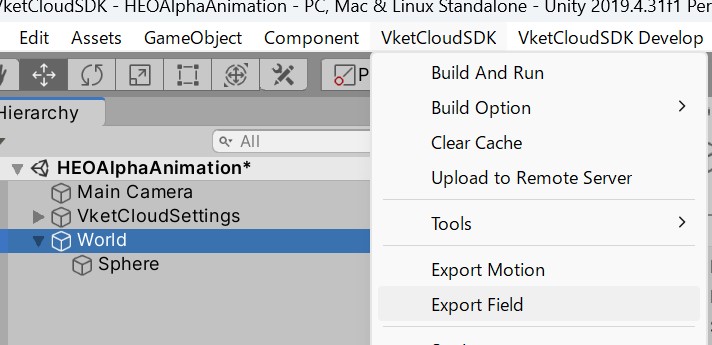 VketCloudSDK - HEOAlphaAnimation - PC, Mac & Linux Standalone - Unity 2019.4.31f1 Per
Edit Assets GameObject Component VketCloudSDK VketCloudSDK Develop
P
Hierarchy
All
HEOAlphaAnimation*
Main Camera
VketCloudSettings
World
Sphere
Build And Run
Build Option
Clear Cache
Upload to Remote Server
Tools
Export Motion
Export Field